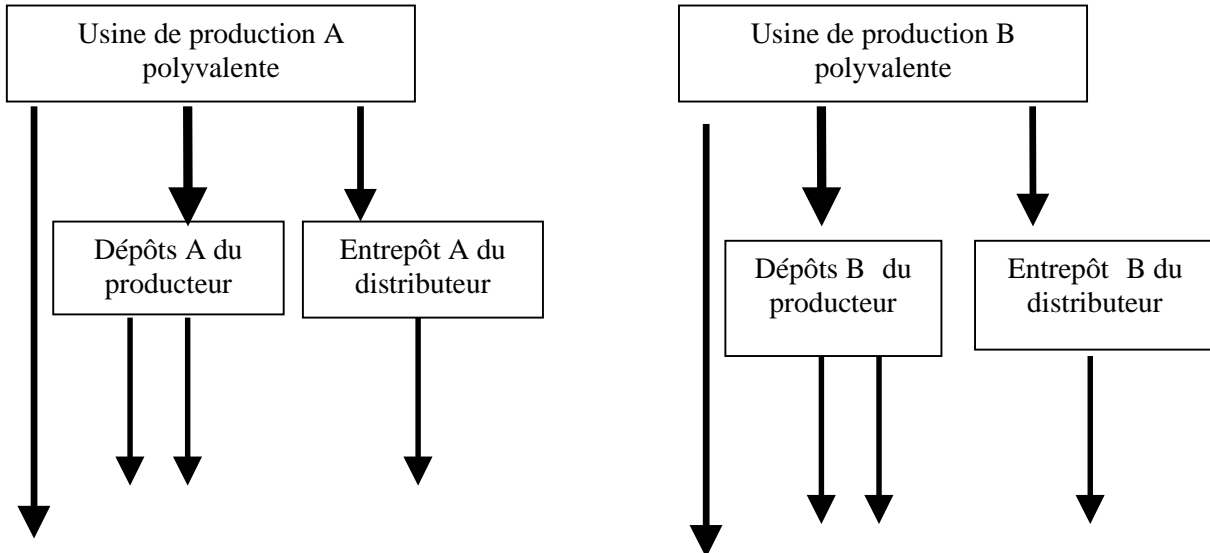 Usine de production A
polyvalente
Usine de production B
polyvalente
Dépôts A du
producteur
Entrepôt A du
distributeur
Dépôts B du
producteur
Entrepôt B du
distributeur